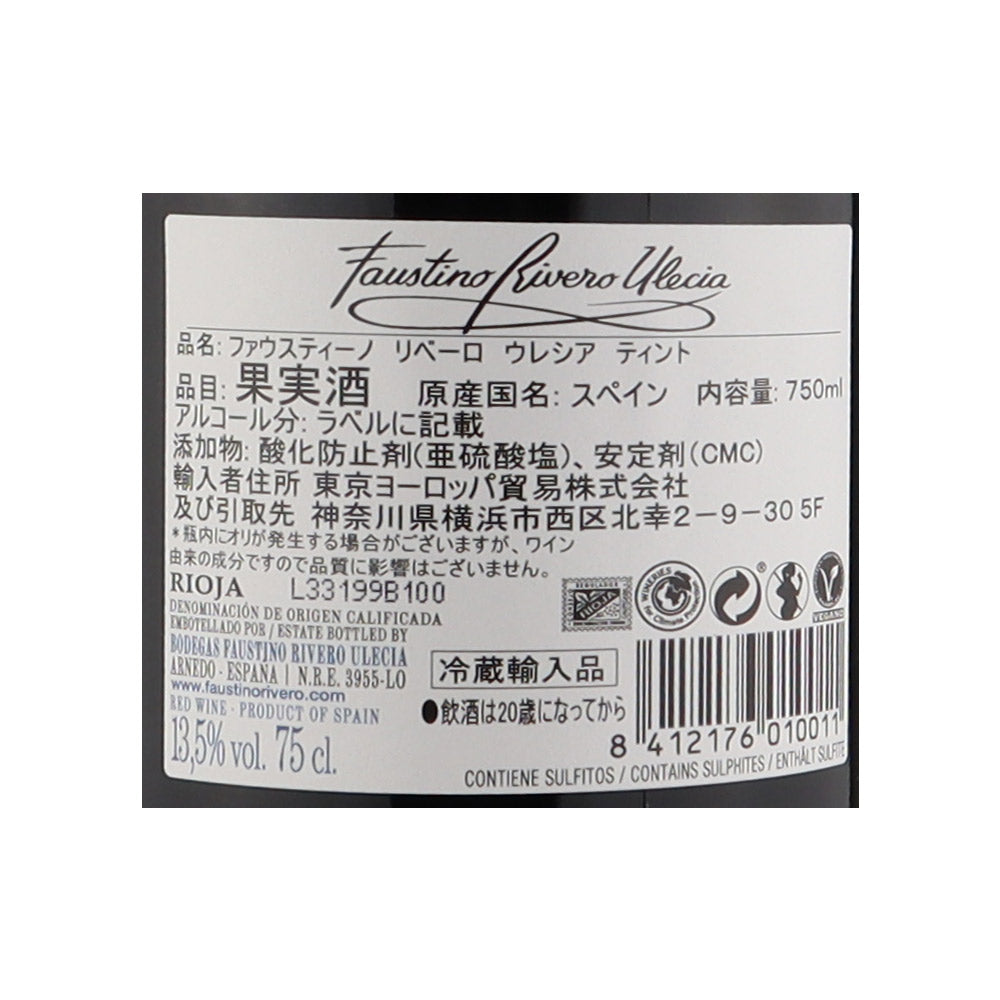 Faustino Rivero Ulecia
品名: ファウスティーノ リベーロ ウレシア ティント
品目: 果実酒 原産国名: スペイン 内容量: 750ml
アルコール分: ラベルに記載
添加物: 酸化防止剤(亜硫酸塩)、安定剤(CMC)
輸入者住所 東京ヨーロッパ貿易株式会社
及び引取先 神奈川県横浜市西区北幸2-9-30 5F
*瓶内にオリが発生する場合がございますが、ワイン
由来の成分ですので品質に影響はございません。
RIOJA L33199B100
DENOMINACIÓN DE ORIGEN CALIFICADA
EMBOTELLADO POR / ESTATE BOTTLED BY
BODEGAS FAUSTINO RIVERO ULECIA
ARNEDO - ESPAÑA | N.R.E. 3955-LO
www.faustinorivero.com
RED WINE - PRODUCT OF SPAIN
13,5% vol. 75 cl.
RIOJA
WINERIES
for Climate Protection
®
VEGANO
冷蔵輸入品
●飲酒は20歳になってから
8 412176 010011
CONTIENE SULFITOS / CONTAINS SULPHITES / ENTHÄLT SULFITE